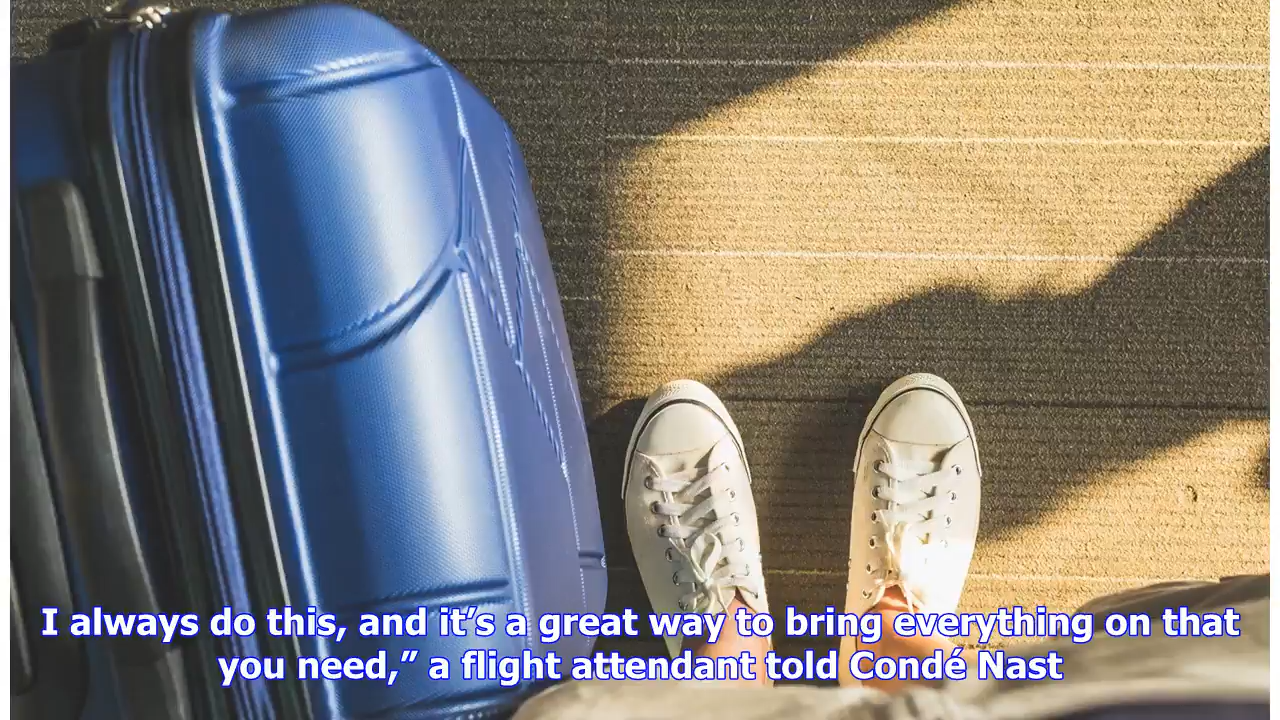 I always do this, and it’s a great way to bring everything on that
you need,” a flight attendant told Condé Nast